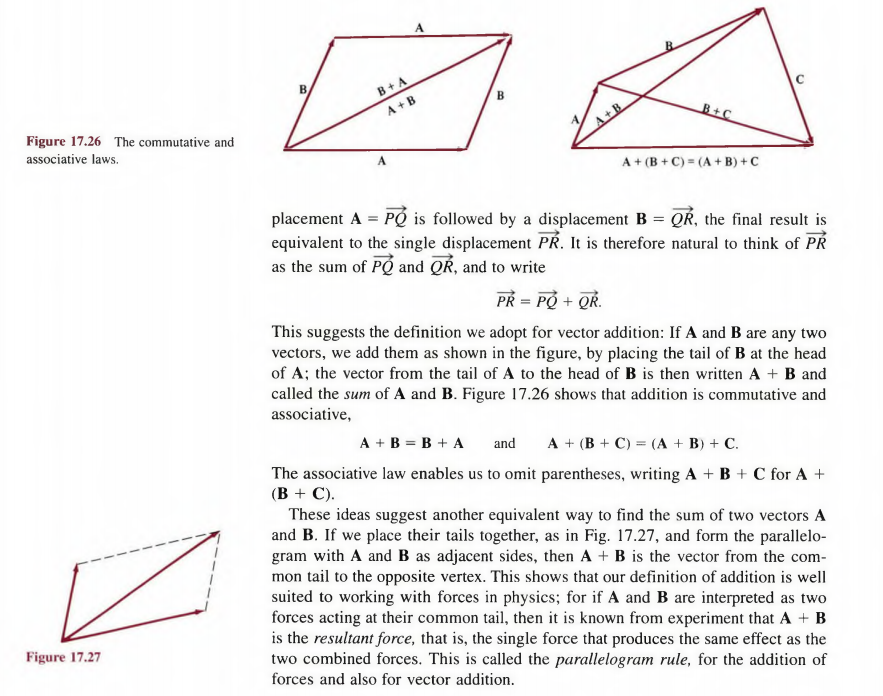 A
B
B + A
A + B
B
A
B
C
A
A + B
B + C
A + (B + C) = (A + B) + C
Figure 17.26 The commutative and
associative laws.
placement A = PQ is followed by a displacement B = QR, the final result is
equivalent to the single displacement PR. It is therefore natural to think of PR
as the sum of PQ and QR, and to write
PR = PQ + QR.
This suggests the definition we adopt for vector addition: If A and B are any two
vectors, we add them as shown in the figure, by placing the tail of B at the head
of A; the vector from the tail of A to the head of B is then written A + B and
called the sum of A and B. Figure 17.26 shows that addition is commutative and
associative,
A + B = B + A and A + (B + C) = (A + B) + C.
The associative law enables us to omit parentheses, writing A + B + C for A +
(B + C).
These ideas suggest another equivalent way to find the sum of two vectors A
and B. If we place their tails together, as in Fig. 17.27, and form the parallelo-
gram with A and B as adjacent sides, then A + B is the vector from the com-
mon tail to the opposite vertex. This shows that our definition of addition is well
suited to working with forces in physics; for if A and B are interpreted as two
forces acting at their common tail, then it is known from experiment that A + B
is the resultant force, that is, the single force that produces the same effect as the
two combined forces. This is called the parallelogram rule, for the addition of
forces and also for vector addition.
Figure 17.27